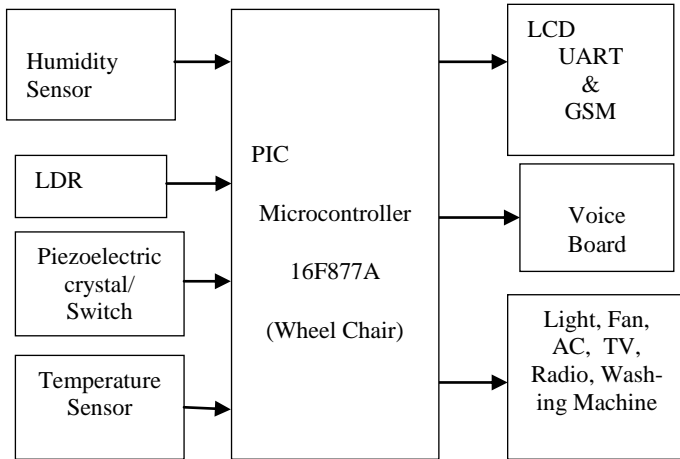 Humidity
Sensor
LDR
Piezoelectric
crystal/
Switch
Temperature
Sensor
PIC
Microcontroller
16F877A
(Wheel Chair)
LCD
UART
&
GSM
Voice
Board
Light, Fan,
AC, TV,
Radio, Wash-
ing Machine